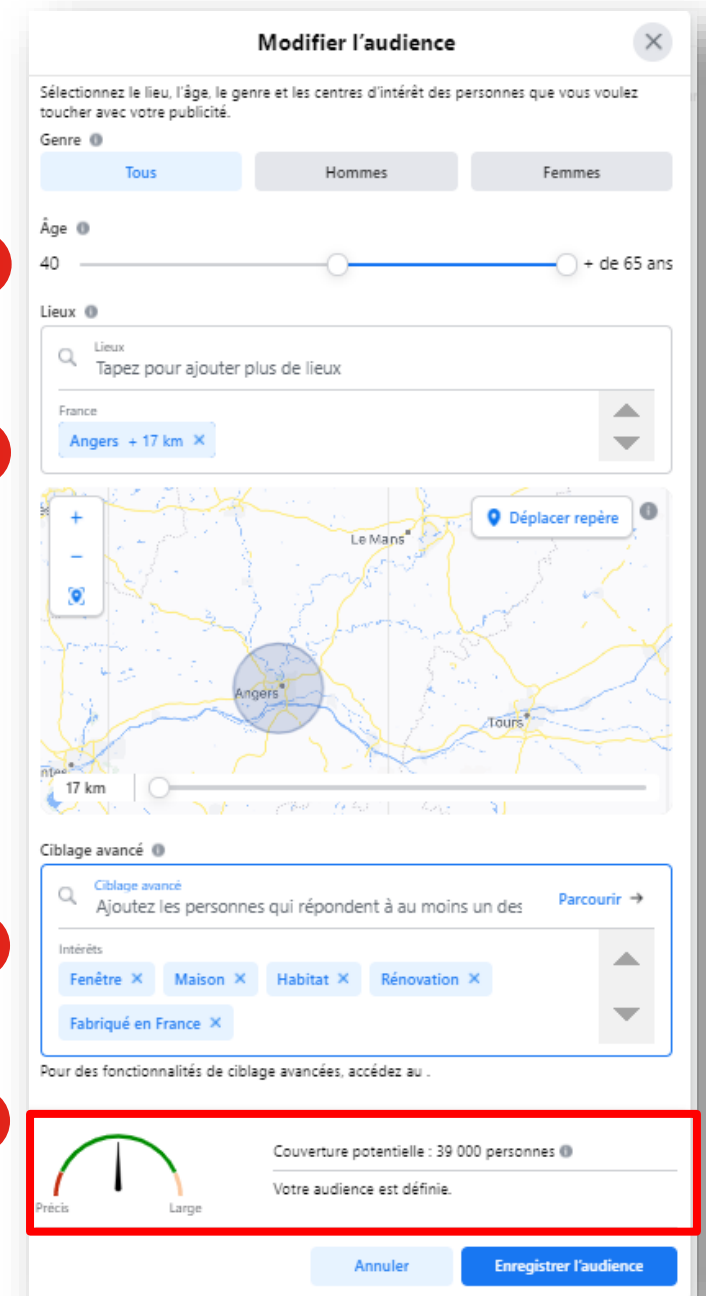 Modifier l'audience
Sélectionnez le lieu, l'âge, le genre et les centres d'intérêt des personnes que vous voulez
toucher avec votre publicité.
Genre
Tous Hommes Femmes
Âge
40 + de 65 ans
Lieux
Lieux
Tapez pour ajouter plus de lieux
France
Angers + 17 km ×
+
Déplacer repère
Le Mans
−
Angers
Tours
17 km
Ciblage avancé
Ciblage avancé
Ajoutez les personnes qui répondent à au moins un des
Parcourir →
Intérêts
Fenêtre × Maison × Habitat × Rénovation ×
Fabriqué en France ×
Pour des fonctionnalités de ciblage avancées, accédez au .
Couverture potentielle : 39 000 personnes
Votre audience est définie.
Précis Large
Annuler Enregistrer l'audience